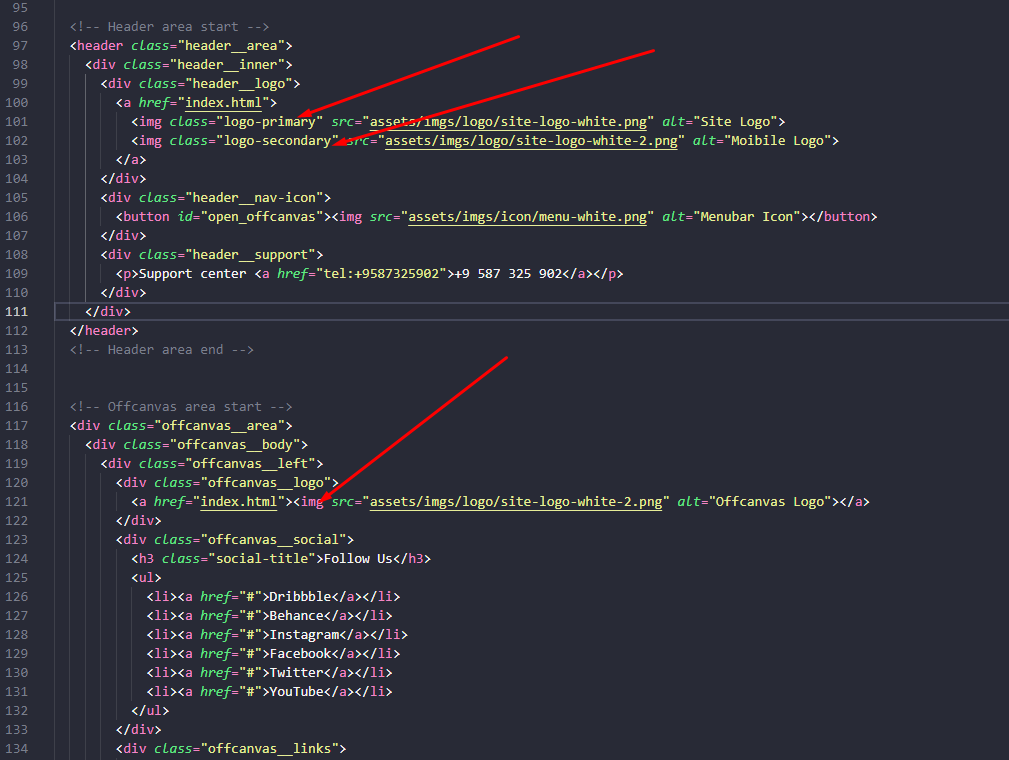 95
96 <!-- Header area start -->
97 <header class="header__area">
98 <div class="header__inner">
99 <div class="header__logo">
100 <a href="index.html">
101 <img class="logo-primary" src="assets/imgs/logo/site-logo-white.png" alt="Site Logo">
102 <img class="logo-secondary" src="assets/imgs/logo/site-logo-white-2.png" alt="Moibile Logo">
103 </a>
104 </div>
105 <div class="header__nav-icon">
106 <button id="open_offcanvas"><img src="assets/imgs/icon/menu-white.png" alt="Menubar Icon"></button>
107 </div>
108 <div class="header__support">
109 <p>Support center <a href="tel:+9587325902">+9 587 325 902</a></p>
110 </div>
111 </div>
112 </header>
113 <!-- Header area end -->
114
115
116 <!-- Offcanvas area start -->
117 <div class="offcanvas__area">
118 <div class="offcanvas__body">
119 <div class="offcanvas__left">
120 <div class="offcanvas__logo">
121 <a href="index.html"><img src="assets/imgs/logo/site-logo-white-2.png" alt="Offcanvas Logo"></a>
122 </div>
123 <div class="offcanvas__social">
124 <h3 class="social-title">Follow Us</h3>
125 <ul>
126 <li><a href="#">Dribbble</a></li>
127 <li><a href="#">Behance</a></li>
128 <li><a href="#">Instagram</a></li>
129 <li><a href="#">Facebook</a></li>
130 <li><a href="#">Twitter</a></li>
131 <li><a href="#">YouTube</a></li>
132 </ul>
133 </div>
134 <div class="offcanvas__links">